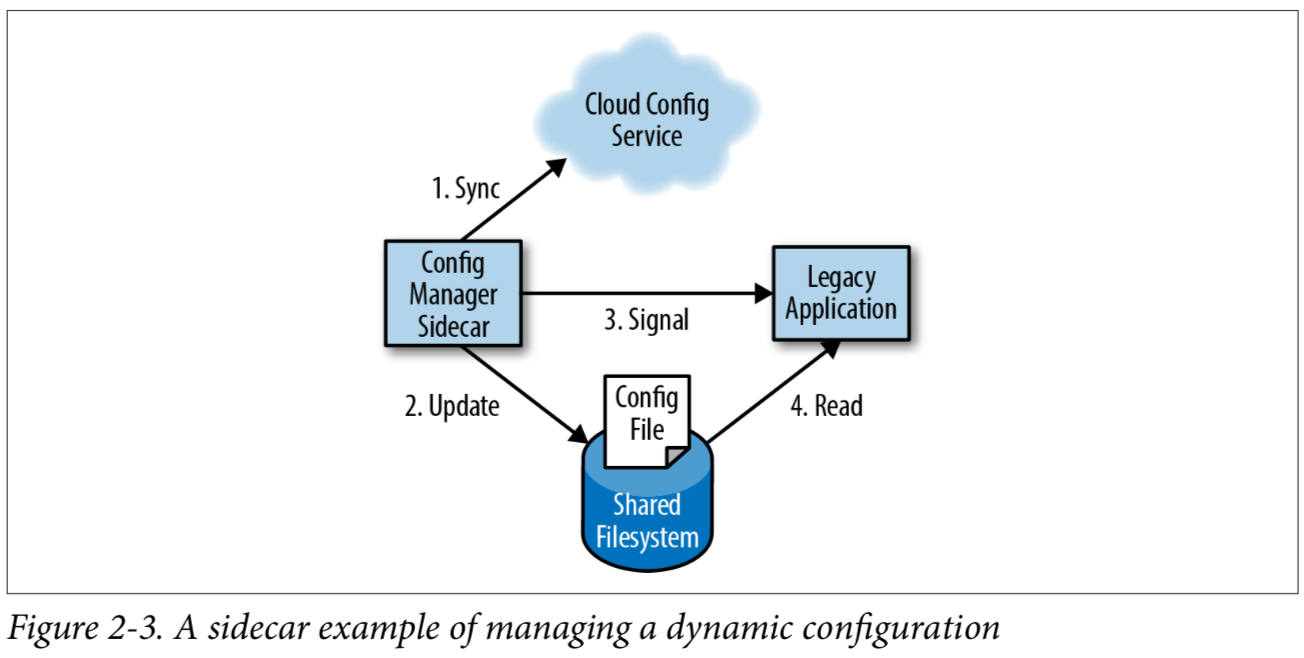 Cloud Config
Service
1. Sync
Config
Manager
Sidecar
3. Signal
Legacy
Application
2. Update
Config
File
4. Read
Shared
Filesystem
Figure 2-3. A sidecar example of managing a dynamic configuration